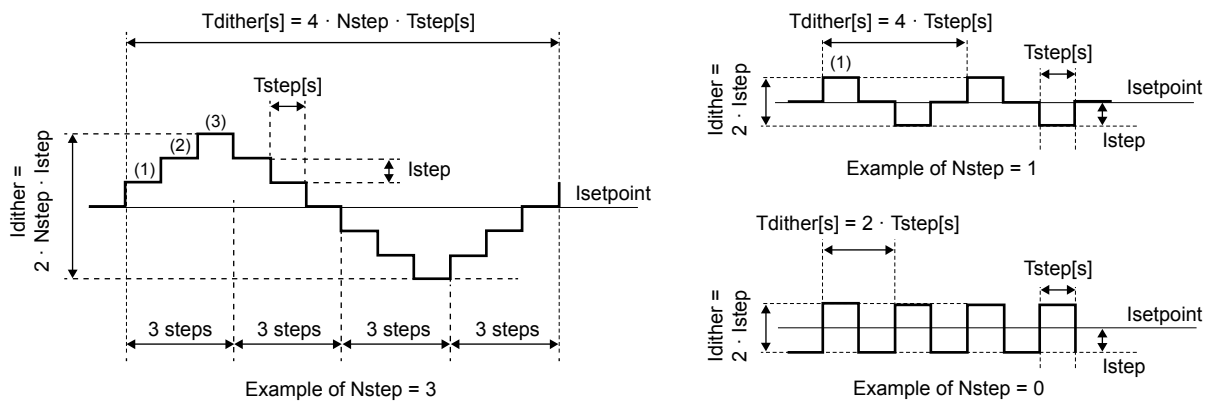 Tdither[s] = 4 · Nstep · Tstep[s]
Tstep[s]
(1)
(2)
(3)
Idither =
2 · Nstep · Istep
Istep
Isetpoint
3 steps
3 steps
3 steps
3 steps
Example of Nstep = 3
Tdither[s] = 4 · Tstep[s]
Tstep[s]
(1)
Idither =
2 · Istep
Isetpoint
Istep
Example of Nstep = 1
Tdither[s] = 2 · Tstep[s]
Tstep[s]
Idither =
2 · Istep
Isetpoint
Istep
Example of Nstep = 0